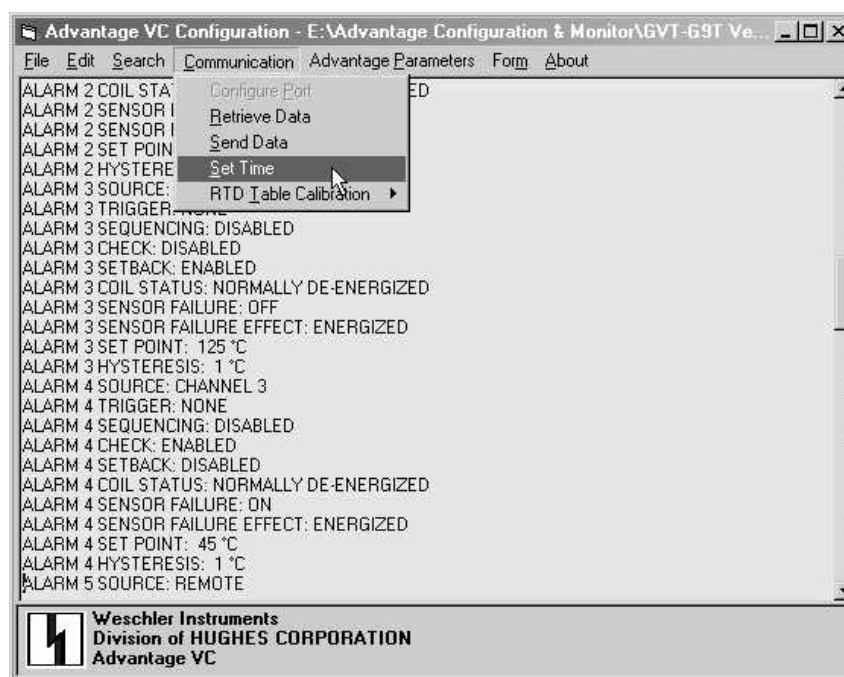 Advantage VC Configuration - E:\Advantage Configuration & Monitor\GVT-G9T Ve...
File Edit Search Communication Advantage Parameters Form About
Configure Port
Retrieve Data
Send Data
Set Time
RTD Table Calibration
ALARM 2 COIL STA ED
ALARM 2 SENSOR
ALARM 2 SENSOR
ALARM 2 SET POIN
ALARM 2 HYSTERE
ALARM 3 SOURCE:
ALARM 3 TRIGGER: NONE
ALARM 3 SEQUENCING: DISABLED
ALARM 3 CHECK: DISABLED
ALARM 3 SETBACK: ENABLED
ALARM 3 COIL STATUS: NORMALLY DE-ENERGIZED
ALARM 3 SENSOR FAILURE: OFF
ALARM 3 SENSOR FAILURE EFFECT: ENERGIZED
ALARM 3 SET POINT: 125 °C
ALARM 3 HYSTERESIS: 1 °C
ALARM 4 SOURCE: CHANNEL 3
ALARM 4 TRIGGER: NONE
ALARM 4 SEQUENCING: DISABLED
ALARM 4 CHECK: ENABLED
ALARM 4 SETBACK: DISABLED
ALARM 4 COIL STATUS: NORMALLY DE-ENERGIZED
ALARM 4 SENSOR FAILURE: ON
ALARM 4 SENSOR FAILURE EFFECT: ENERGIZED
ALARM 4 SET POINT: 45 °C
ALARM 4 HYSTERESIS: 1 °C
ALARM 5 SOURCE: REMOTE
Weschler Instruments
Division of HUGHES CORPORATION
Advantage VC